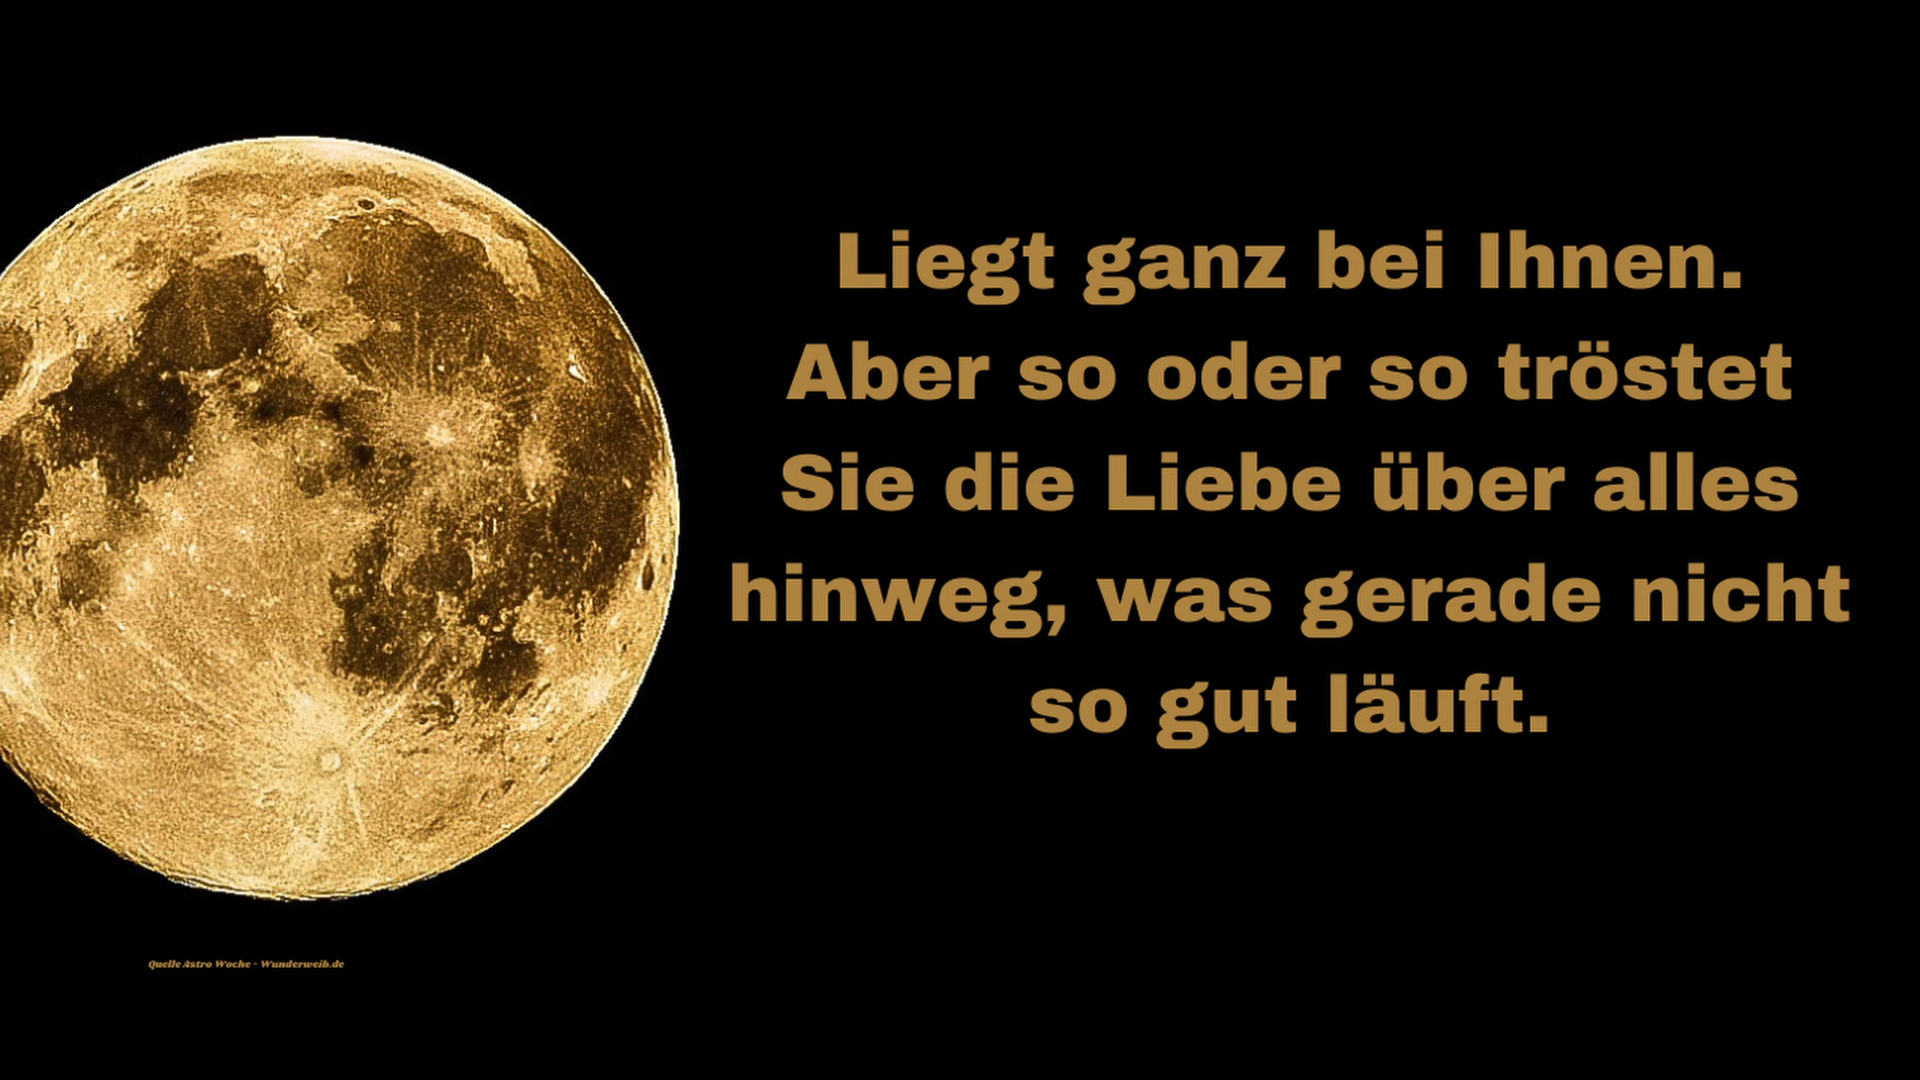 Liegt ganz bei Ihnen.
Aber so oder so tröstet
Sie die Liebe über alles
hinweg, was gerade nicht
so gut läuft.
Quelle Astro Woche - Wunderweib.de